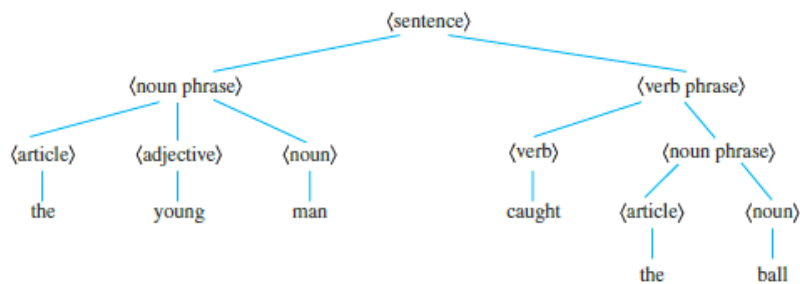 ⟨sentence⟩
⟨noun phrase⟩ ⟨verb phrase⟩
⟨article⟩ ⟨adjective⟩ ⟨noun⟩ ⟨verb⟩ ⟨noun phrase⟩
the young man caught ⟨article⟩ ⟨noun⟩
the ball